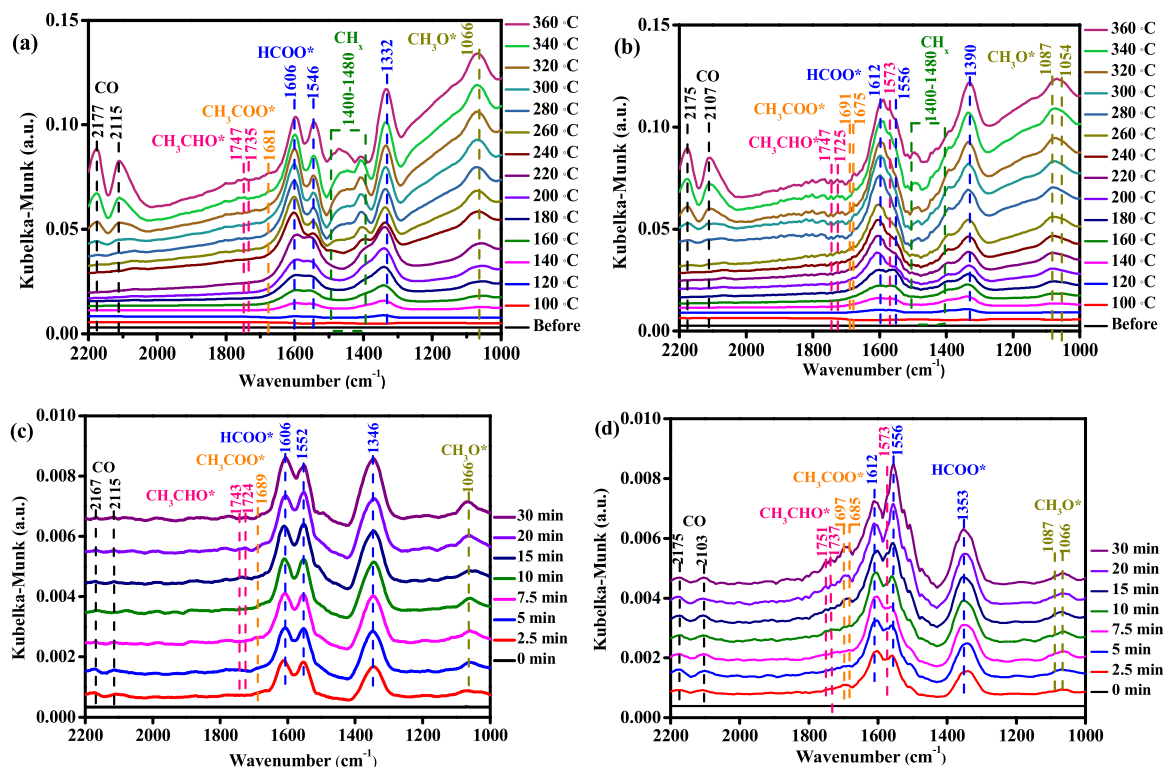 (a)
0.15
0.10
0.05
0.00
Kubelka-Munk (a.u.)
2200 2000 1800 1600 1400 1200 1000
Wavenumber (cm-1)
CO
2177
2115
CH3CHO*
1747
1735
CH3COO*
1681
HCOO*
1606
1546
CHx
1400-1480
1332
CH3O*
1066
360 °C
340 °C
320 °C
300 °C
280 °C
260 °C
240 °C
220 °C
200 °C
180 °C
160 °C
140 °C
120 °C
100 °C
Before
(b)
0.15
0.10
0.05
0.00
Kubelka-Munk (a.u.)
2200 2000 1800 1600 1400 1200 1000
Wavenumber (cm-1)
CO
2175
2107
CH3CHO*
1747
1725
CH3COO*
1691
1675
HCOO*
1612
1573
1556
CHx
1400-1480
1390
CH3O*
1087
1054
360 °C
340 °C
320 °C
300 °C
280 °C
260 °C
240 °C
220 °C
200 °C
180 °C
160 °C
140 °C
120 °C
100 °C
Before
(c)
0.010
0.008
0.006
0.004
0.002
0.000
Kubelka-Munk (a.u.)
2200 2000 1800 1600 1400 1200 1000
Wavenumber (cm-1)
CO
2167
2115
CH3CHO*
1743
1724
CH3COO*
1689
HCOO*
1606
1552
1346
CH3O*
1066
30 min
20 min
15 min
10 min
7.5 min
5 min
2.5 min
0 min
(d)
0.010
0.008
0.006
0.004
0.002
0.000
Kubelka-Munk (a.u.)
2200 2000 1800 1600 1400 1200 1000
Wavenumber (cm-1)
CO
2175
2103
CH3CHO*
1751
1737
CH3COO*
1697
1685
1612
1573
1556
HCOO*
1353
CH3O*
1087
1066
30 min
20 min
15 min
10 min
7.5 min
5 min
2.5 min
0 min